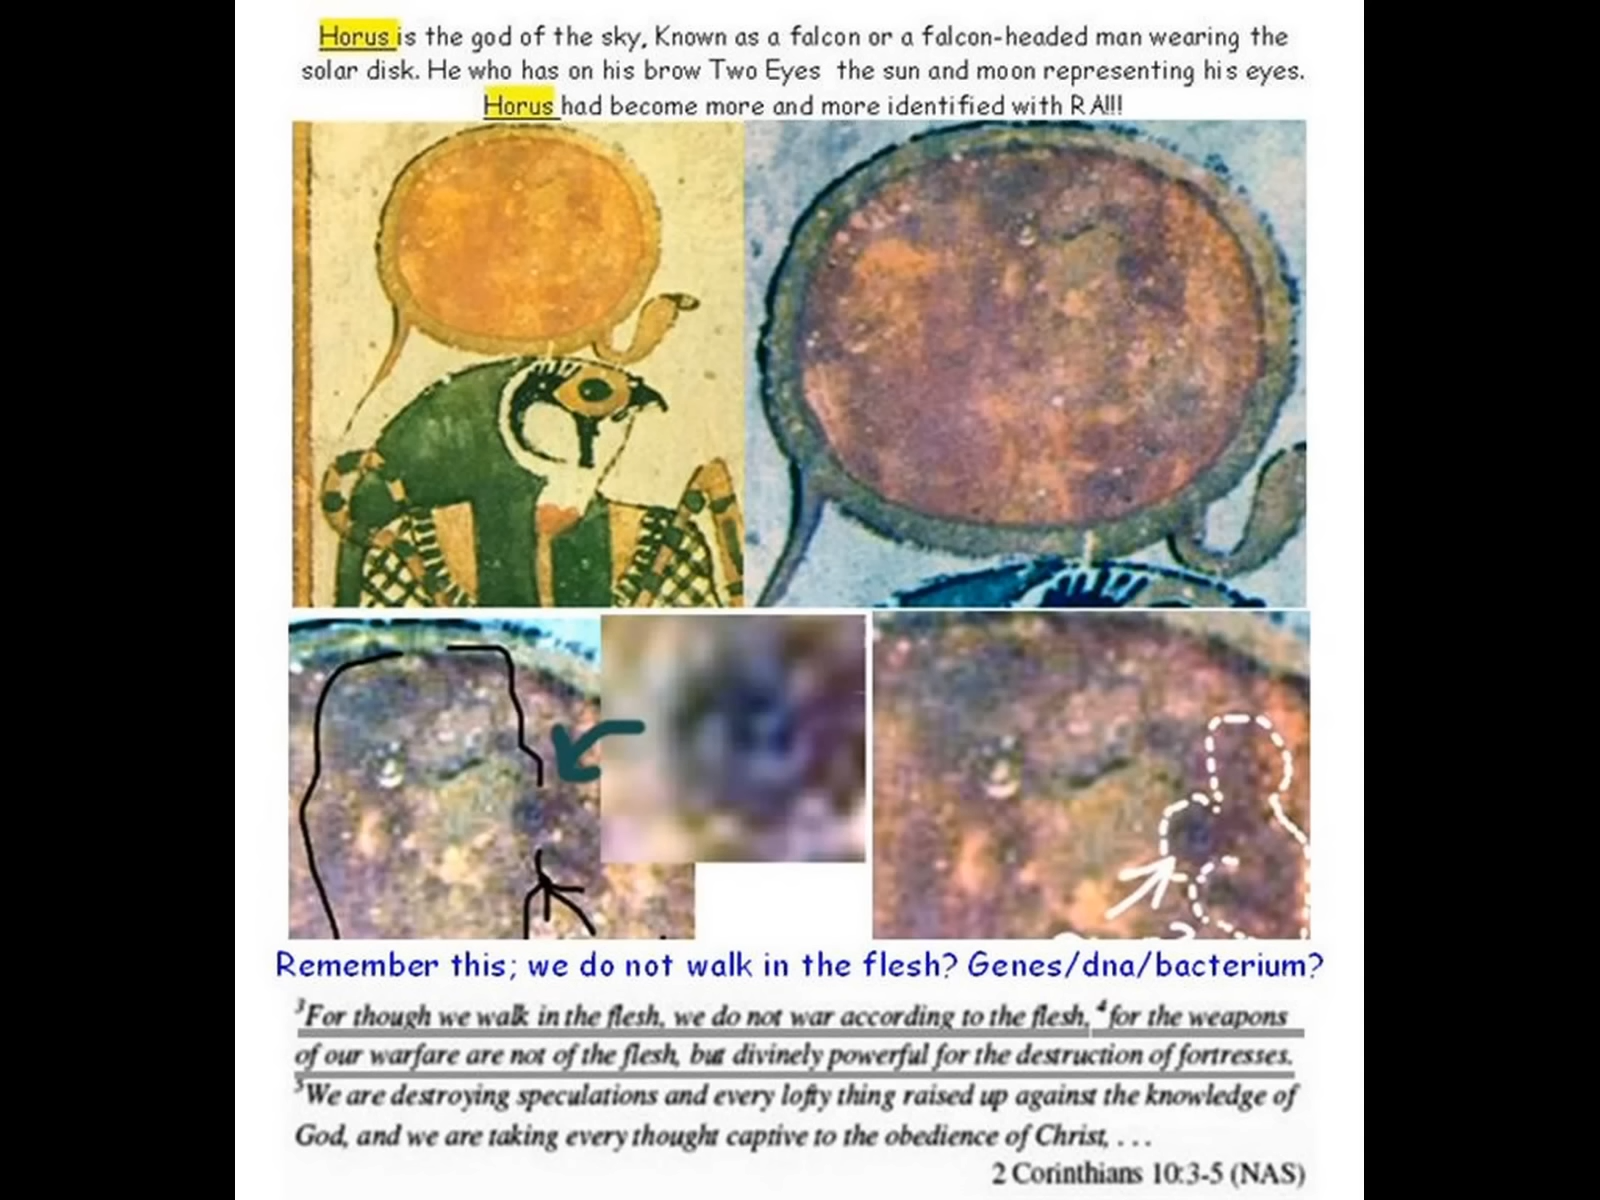 Horus is the god of the sky, Known as a falcon or a falcon-headed man wearing the
solar disk. He who has on his brow Two Eyes the sun and moon representing his eyes.
Horus had become more and more identified with RA!!!
Remember this; we do not walk in the flesh? Genes/dna/bacterium?
3For though we walk in the flesh, we do not war according to the flesh, 4for the weapons
of our warfare are not of the flesh, but divinely powerful for the destruction of fortresses.
5We are destroying speculations and every lofty thing raised up against the knowledge of
God, and we are taking every thought captive to the obedience of Christ, . . .
2 Corinthians 10:3-5 (NAS)